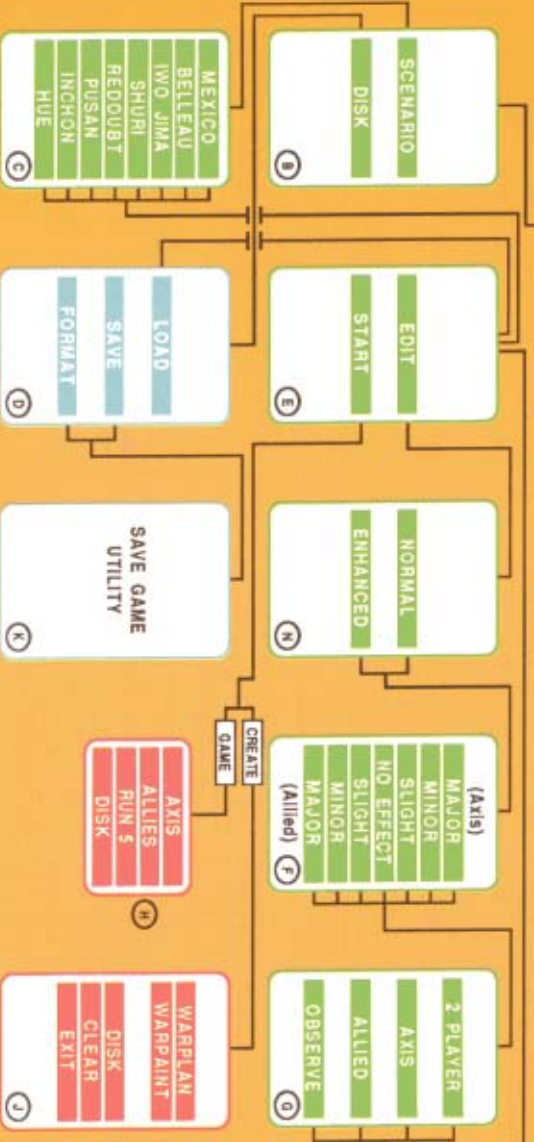 SCENARIO
DISK
B
EDIT
START
E
NORMAL
ENHANCED
N
(Axis)
MAJOR
MINOR
SLIGHT
NO EFFECT
SLIGHT
MINOR
MAJOR
(Allied) F
2 PLAYER
AXIS
ALLIED
OBSERVE
G
MEXICO
BELLEAU
IWO JIMA
SHURI
REDOUBT
PUSAN
INCHON
HUE
C
LOAD
SAVE
FORMAT
D
SAVE GAME
UTILITY
K
CREATE
GAME
AXIS
ALLIES
RUN 5
DISK
H
WARPLAN
WARPAINT
DISK
CLEAR
EXIT
J